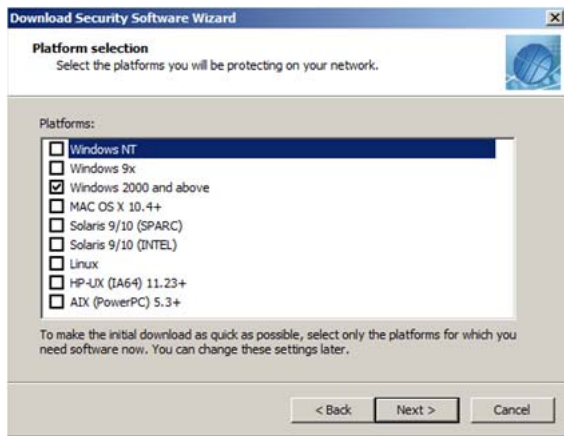 Download Security Software Wizard
Platform selection
Select the platforms you will be protecting on your network.
Platforms:
Windows NT
Windows 9x
Windows 2000 and above
MAC OS X 10.4+
Solaris 9/10 (SPARC)
Solaris 9/10 (INTEL)
Linux
HP-UX (IA64) 11.23+
AIX (PowerPC) 5.3+
To make the initial download as quick as possible, select only the platforms for which you
need software now. You can change these settings later.
< Back Next > Cancel